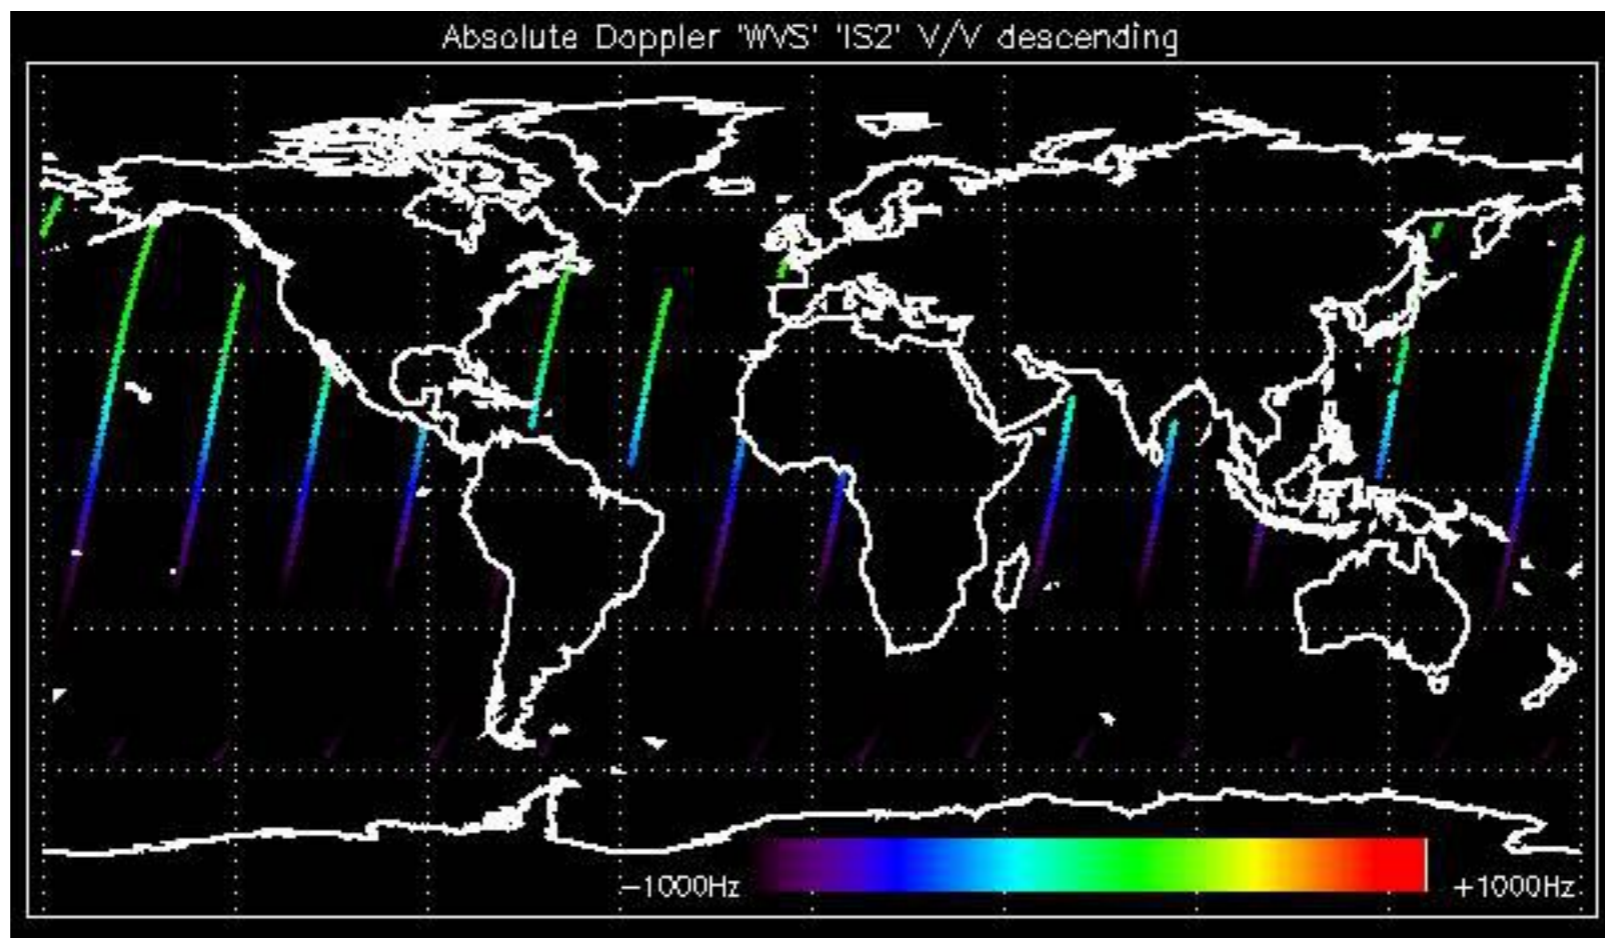 Absolute Doppler 'WVS' 'IS2' V/V descending
−1000Hz +1000Hz